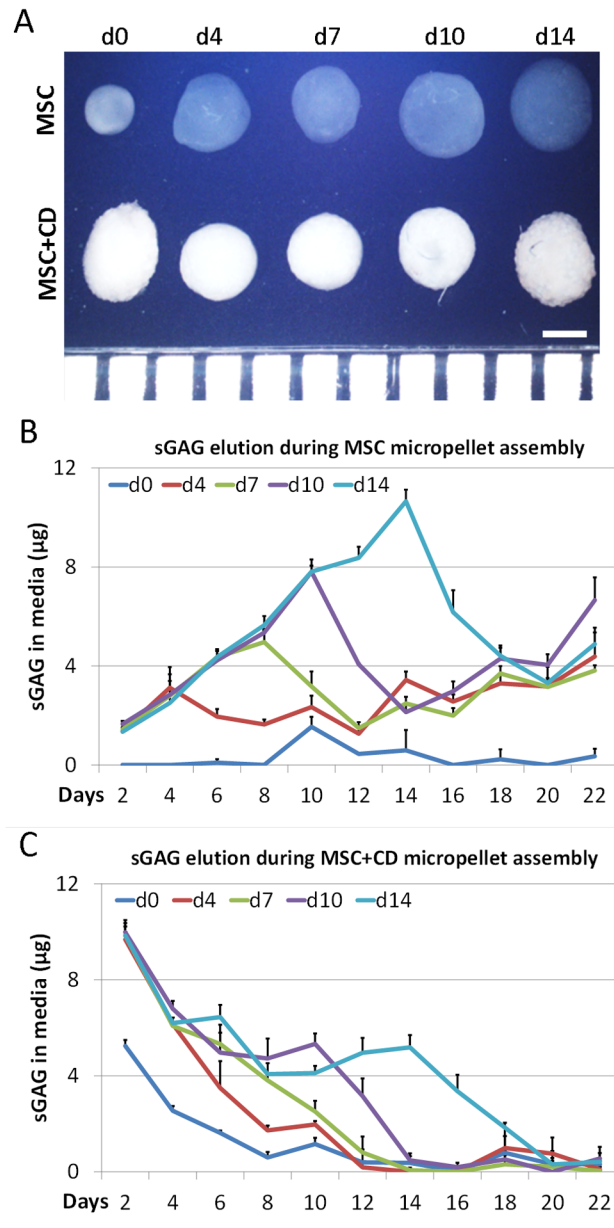 A
d0 d4 d7 d10 d14
MSC
MSC+CD
B
sGAG elution during MSC micropellet assembly
12
d0 d4 d7 d10 d14
8
4
0
sGAG in media (µg)
Days 2 4 6 8 10 12 14 16 18 20 22
C
sGAG elution during MSC+CD micropellet assembly
12
d0 d4 d7 d10 d14
8
4
0
sGAG in media (µg)
Days 2 4 6 8 10 12 14 16 18 20 22